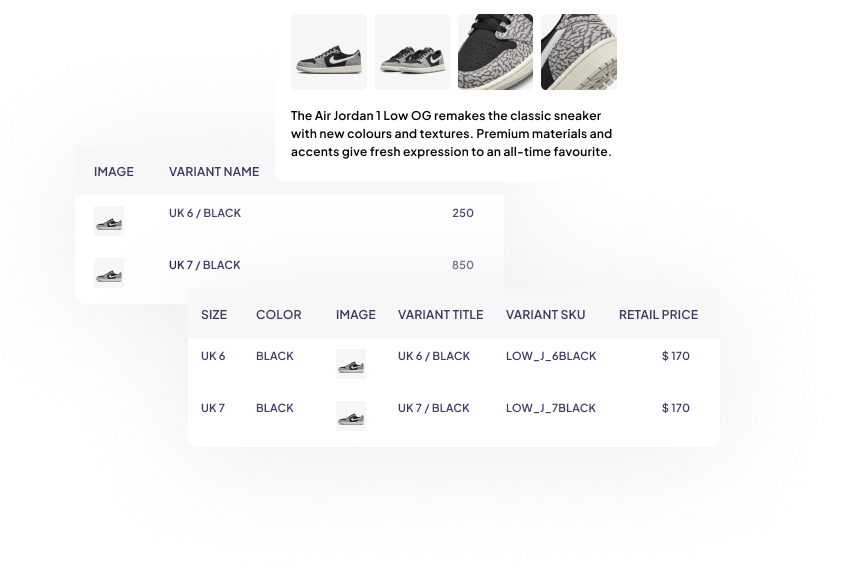 The Air Jordan 1 Low OG remakes the classic sneaker
with new colours and textures. Premium materials and
accents give fresh expression to an all-time favourite.
IMAGE VARIANT NAME
UK 6 / BLACK 250
UK 7 / BLACK 850
SIZE COLOR IMAGE VARIANT TITLE VARIANT SKU RETAIL PRICE
UK 6 BLACK UK 6 / BLACK LOW_J_6BLACK $ 170
UK 7 BLACK UK 7 / BLACK LOW_J_7BLACK $ 170